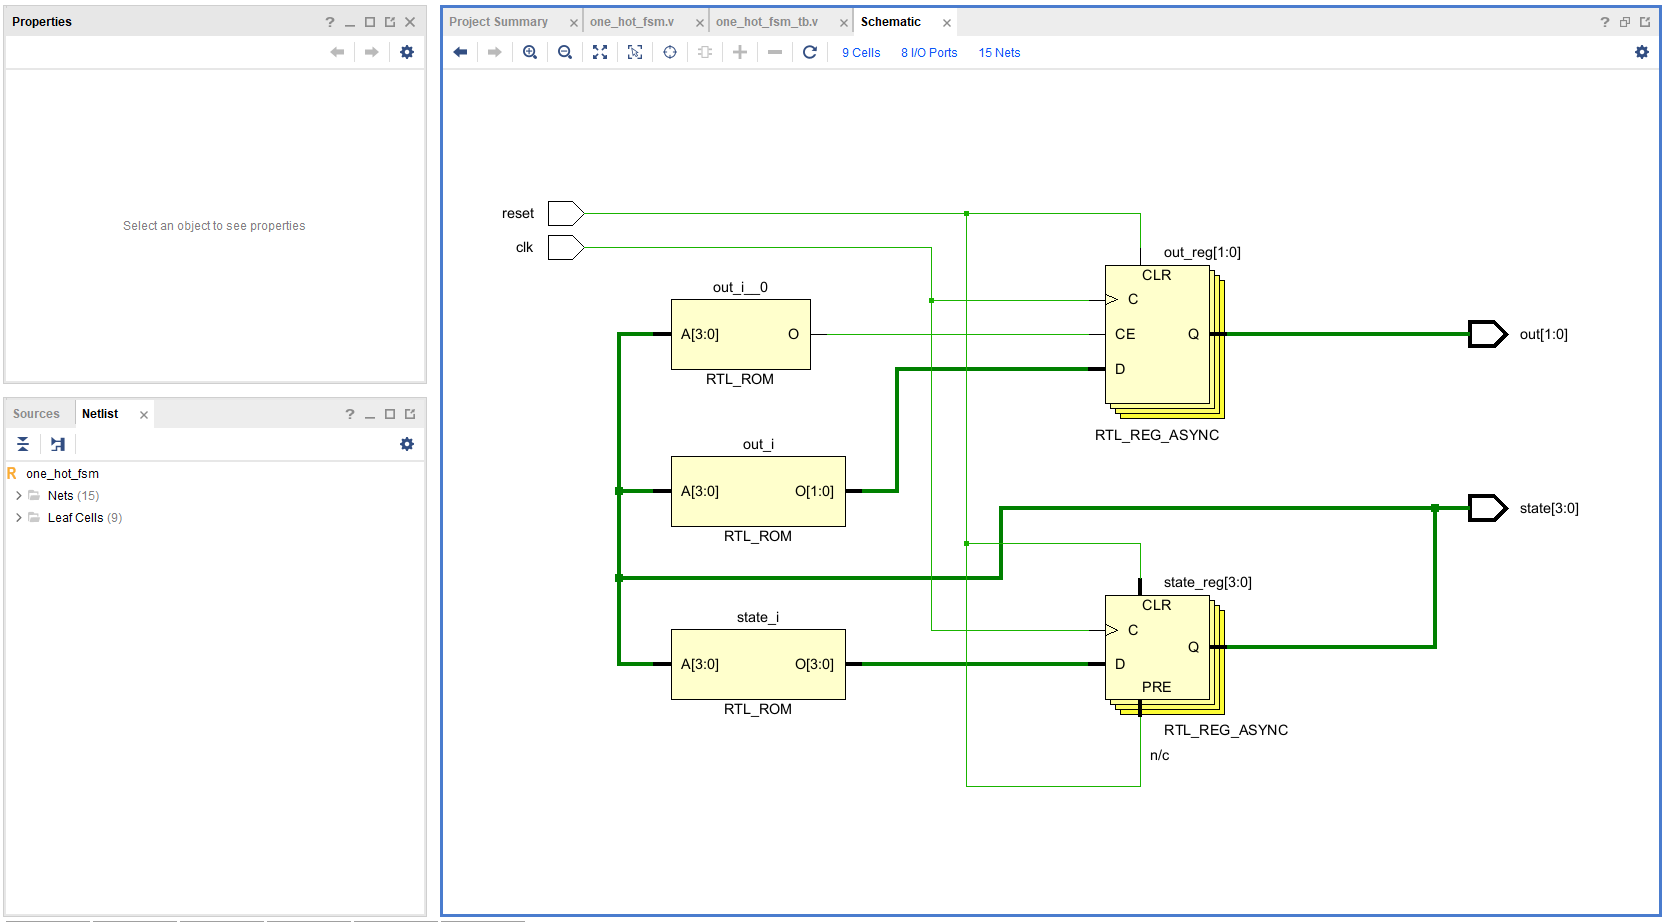 Properties
Select an object to see properties
Sources
Netlist
one_hot_fsm
Nets (15)
Leaf Cells (9)
Project Summary
one_hot_fsm.v
one_hot_fsm_tb.v
Schematic
9 Cells
8 I/O Ports
15 Nets
reset
clk
out_i__0
A[3:0]
O
RTL_ROM
out_i
A[3:0]
O[1:0]
RTL_ROM
state_i
A[3:0]
O[3:0]
RTL_ROM
out_reg[1:0]
CLR
C
CE
Q
D
RTL_REG_ASYNC
out[1:0]
state[3:0]
state_reg[3:0]
CLR
C
Q
D
PRE
RTL_REG_ASYNC
n/c